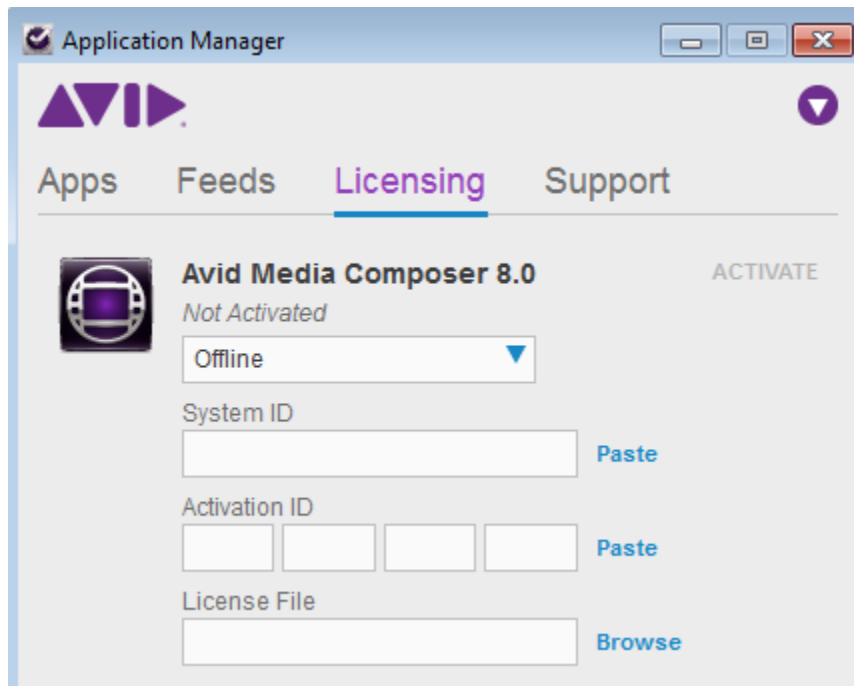 Application Manager
AVID
Apps Feeds Licensing Support
Avid Media Composer 8.0 ACTIVATE
Not Activated
Offline
System ID
Paste
Activation ID
Paste
License File
Browse